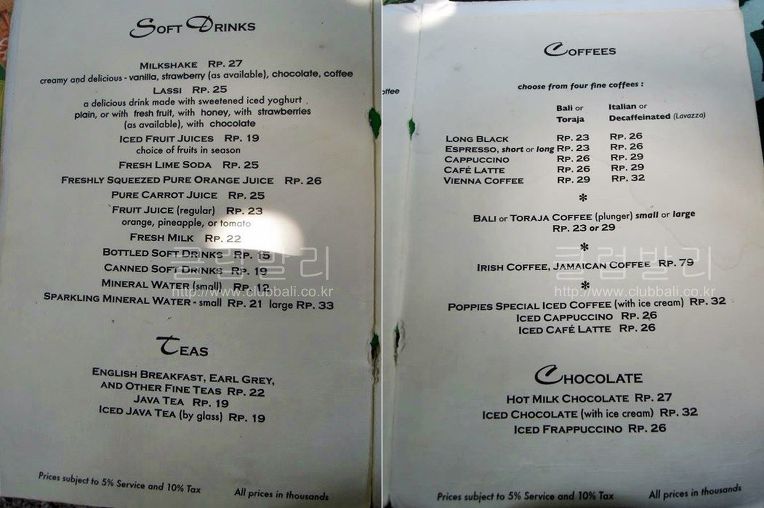 SOFT DRINKS
MILKSHAKE RP. 27
creamy and delicious - vanilla, strawberry (as available), chocolate, coffee
LASSI RP. 25
a delicious drink made with sweetened iced yoghurt
plain, or with fresh fruit, with honey, with strawberries
(as available), with chocolate
ICED FRUIT JUICES RP. 19
choice of fruits in season
FRESH LIME SODA RP. 25
FRESHLY SQUEEZED PURE ORANGE JUICE RP. 26
PURE CARROT JUICE RP. 25
FRUIT JUICE (regular) RP. 23
orange, pineapple, or tomato
FRESH MILK RP. 22
BOTTLED SOFT DRINKS RP. 15
CANNED SOFT DRINKS RP. 19
MINERAL WATER (small) RP. 12
SPARKLING MINERAL WATER - small RP. 21 large RP. 33
클럽발리
http://www.clubbali.co.kr
TEAS
ENGLISH BREAKFAST, EARL GREY,
AND OTHER FINE TEAS RP. 22
JAVA TEA RP. 19
ICED JAVA TEA (by glass) RP. 19
Prices subject to 5% Service and 10% Tax All prices in thousands
COFFEES
choose from four fine coffees :
Bali or Italian or
Toraja Decaffeinated (Lavazza)
LONG BLACK RP. 23 RP. 26
ESPRESSO, short or long RP. 23 RP. 26
CAPPUCCINO RP. 26 RP. 29
CAFÉ LATTE RP. 26 RP. 29
VIENNA COFFEE RP. 29 RP. 32
*
BALI or TORAJA COFFEE (plunger) small or large
RP. 23 or 29
*
IRISH COFFEE, JAMAICAN COFFEE RP. 79
*
POPPIES SPECIAL ICED COFFEE (with ice cream) RP. 32
ICED CAPPUCCINO RP. 26
ICED CAFÉ LATTE RP. 26
클럽발리
http://www.clubbali.co.kr
CHOCOLATE
HOT MILK CHOCOLATE RP. 27
ICED CHOCOLATE (with ice cream) RP. 32
ICED FRAPPUCCINO RP. 26
Prices subject to 5% Service and 10% Tax All prices in thousands